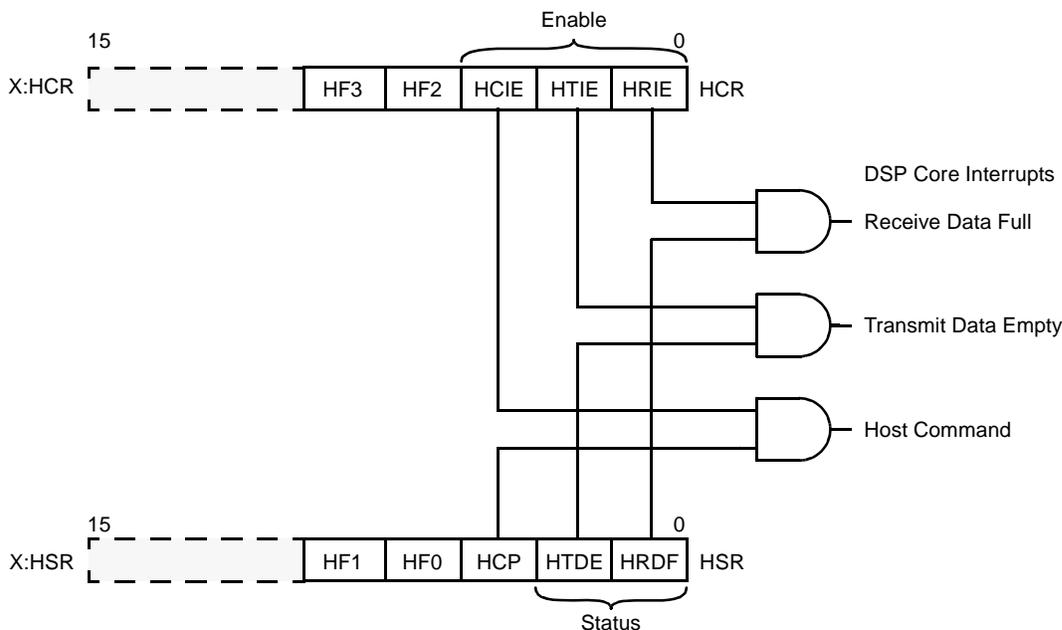 Enable
15 0
X:HCR HF3 HF2 HCIE HTIE HRIE HCR
DSP Core Interrupts
Receive Data Full
Transmit Data Empty
Host Command
15 0
X:HSR HF1 HF0 HCP HTDE HRDF HSR
Status